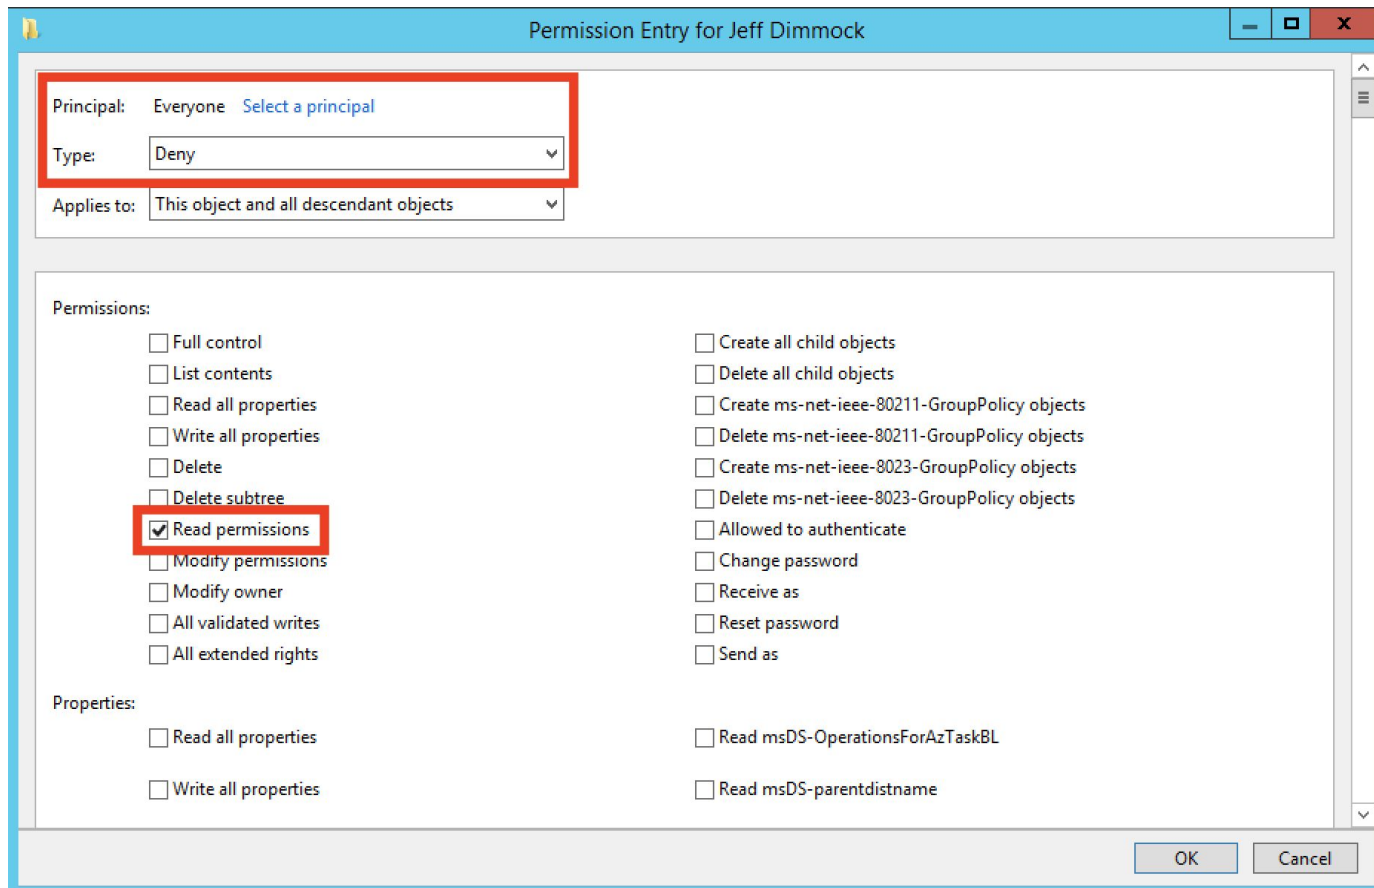 Permission Entry for Jeff Dimmock
Principal: Everyone Select a principal
Type: Deny
Applies to: This object and all descendant objects
Permissions:
Full control
List contents
Read all properties
Write all properties
Delete
Delete subtree
Read permissions
Modify permissions
Modify owner
All validated writes
All extended rights
Create all child objects
Delete all child objects
Create ms-net-ieee-80211-GroupPolicy objects
Delete ms-net-ieee-80211-GroupPolicy objects
Create ms-net-ieee-8023-GroupPolicy objects
Delete ms-net-ieee-8023-GroupPolicy objects
Allowed to authenticate
Change password
Receive as
Reset password
Send as
Properties:
Read all properties
Write all properties
Read msDS-OperationsForAzTaskBL
Read msDS-parentdistname
OK Cancel